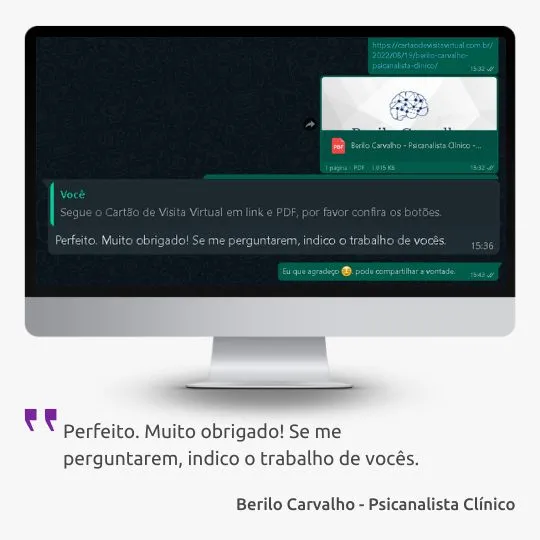 https://cartaodevisitavirtual.com.br/
2022/08/19/berilo-carvalho-
psicanalista-clinico/
15:32
Berilo Carvalho
PDF
Berilo Carvalho - Psicanalista Clínico -...
1 página · PDF · 1.015 KB
15:32
Você
Segue o Cartão de Visita Virtual em link e PDF, por favor confira os botões.
Perfeito. Muito obrigado! Se me perguntarem, indico o trabalho de vocês.
15:36
Eu que agradeço 😊, pode compartilhar a vontade.
15:43
Perfeito. Muito obrigado! Se me
perguntarem, indico o trabalho de vocês.
Berilo Carvalho - Psicanalista Clínico